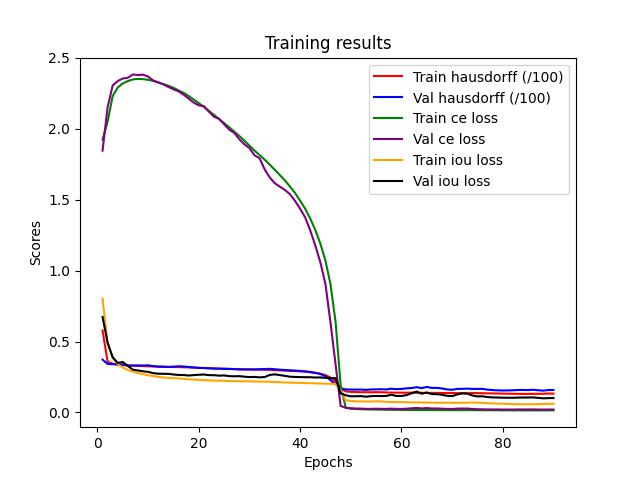 Training results
2.5
2.0
1.5
1.0
0.5
0.0
Scores
Train hausdorff (/100)
Val hausdorff (/100)
Train ce loss
Val ce loss
Train iou loss
Val iou loss
0 20 40 60 80
Epochs